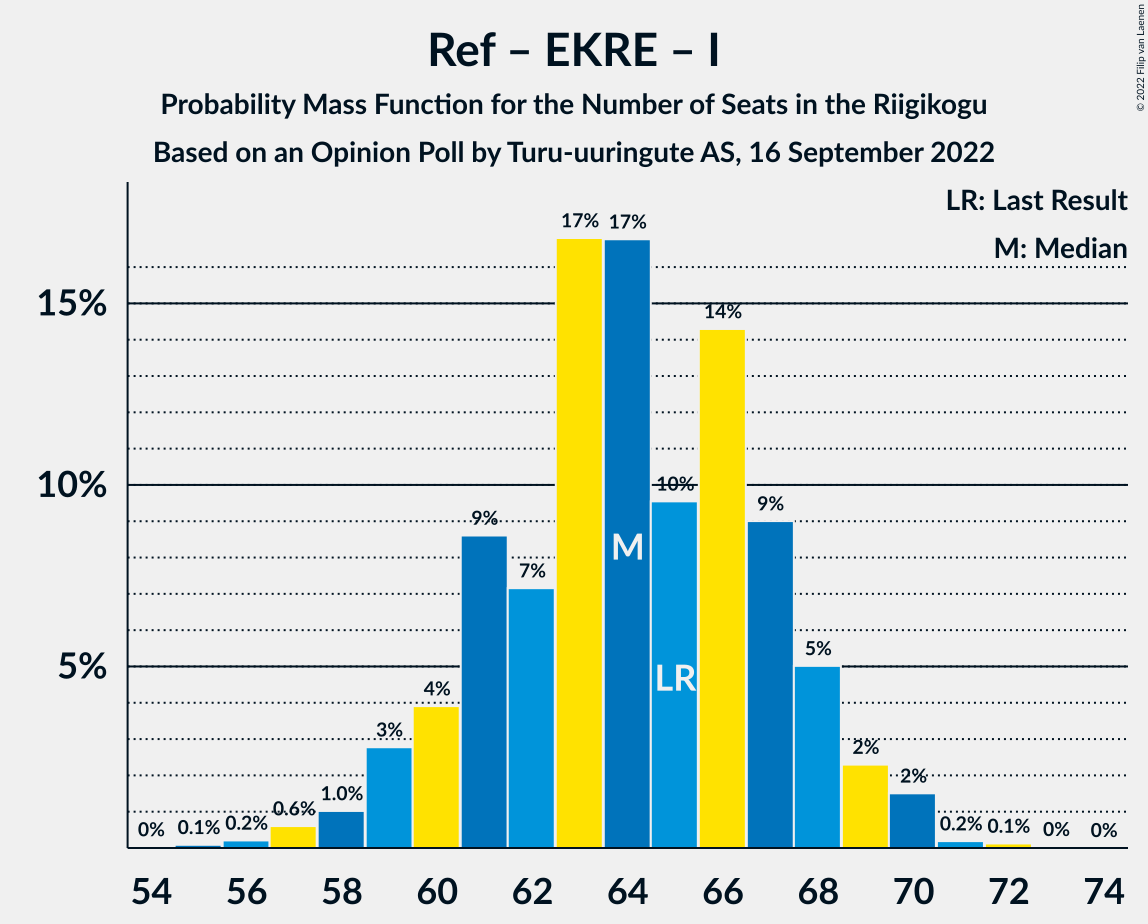 Ref – EKRE – I
Probability Mass Function for the Number of Seats in the Riigikogu
Based on an Opinion Poll by Turu-uuringute AS, 16 September 2022
© 2022 Filip van Laenen
LR: Last Result
M: Median
15%
10%
5%
0%
0.1%
0.2%
0.6%
1.0%
3%
4%
9%
7%
17%
17%
10%
14%
9%
5%
2%
2%
0.2%
0.1%
0%
0%
M
LR
54 56 58 60 62 64 66 68 70 72 74